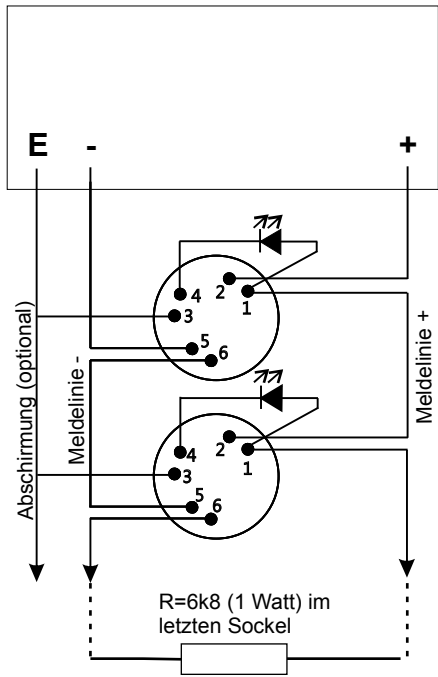 E - +
4 2 1
3
5
6
Abschirmung (optional)
Meldelinie -
Meldelinie +
4 2 1
3
5
6
R=6k8 (1 Watt) im
letzten Sockel